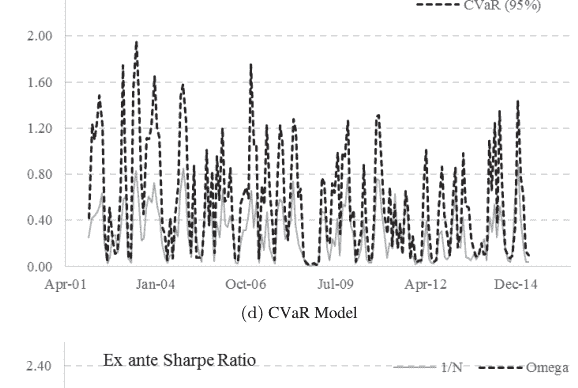 CVaR (95%)
2.00
1.60
1.20
0.80
0.40
0.00
Apr-01 Jan-04 Oct-06 Jul-09 Apr-12 Dec-14
(d) CVaR Model
Ex ante Sharpe Ratio
1/N Omega
2.40